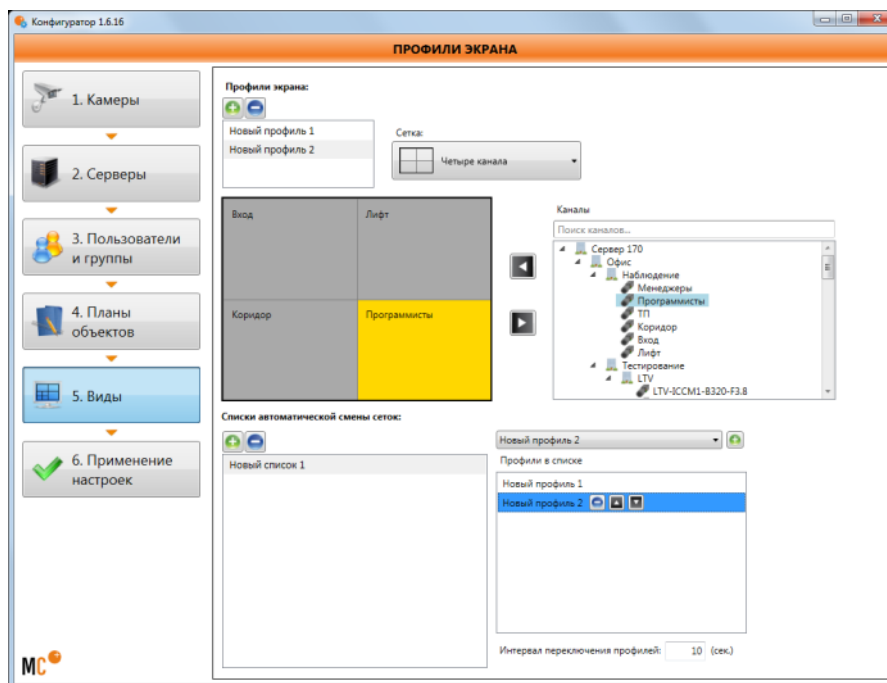 Конфигуратор 1.6.16
ПРОФИЛИ ЭКРАНА
1. Камеры
2. Серверы
3. Пользователи
и группы
4. Планы
объектов
5. Виды
6. Применение
настроек
MC
Профили экрана:
Новый профиль 1
Новый профиль 2
Сетка:
Четыре канала
Вход
Лифт
Коридор
Программисты
Каналы
Поиск каналов...
Сервер 170
Офис
Наблюдение
Менеджеры
Программисты
ТП
Коридор
Вход
Лифт
Тестирование
LTV
LTV-ICCM1-B320-F3.8
Списки автоматической смены сеток:
Новый список 1
Новый профиль 2
Профили в списке
Новый профиль 1
Новый профиль 2
Интервал переключения профилей: 10 (сек.)